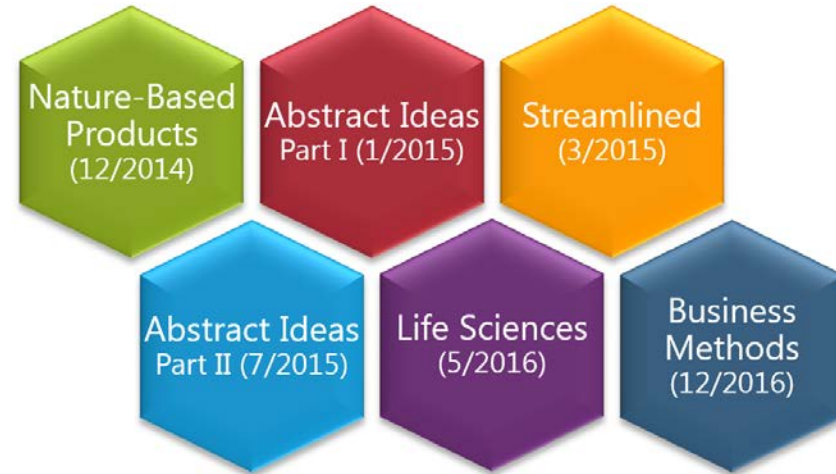 Nature-Based
Products
(12/2014)
Abstract Ideas
Part I (1/2015)
Streamlined
(3/2015)
Abstract Ideas
Part II (7/2015)
Life Sciences
(5/2016)
Business
Methods
(12/2016)